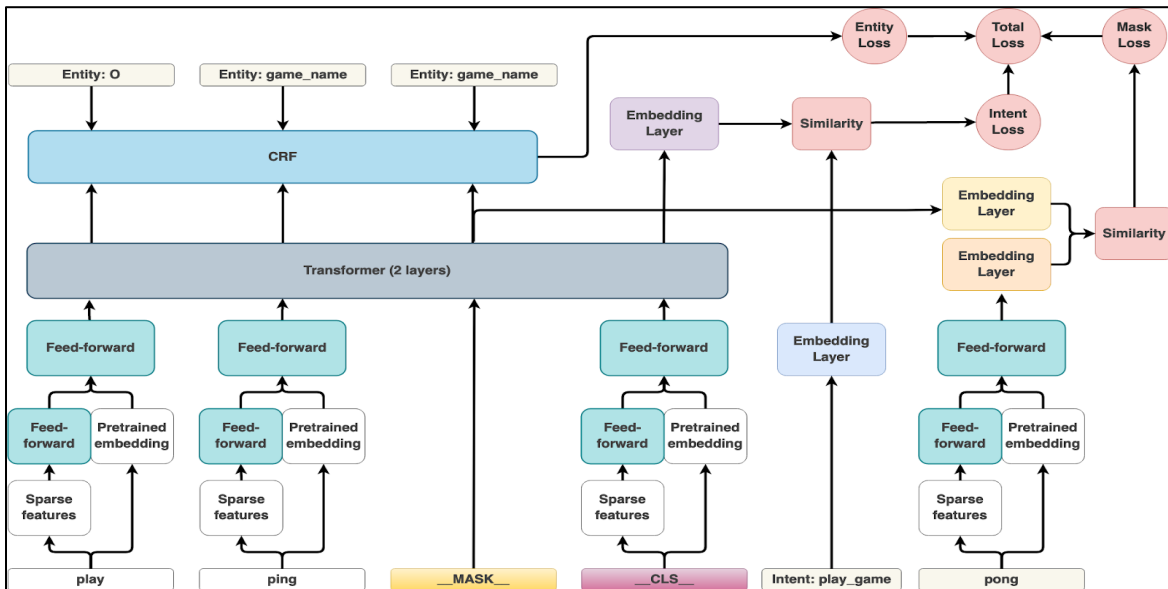 Entity
Loss
Total
Loss
Mask
Loss
Entity: O
Entity: game_name
Entity: game_name
Embedding
Layer
Similarity
Intent
Loss
CRF
Embedding
Layer
Similarity
Embedding
Layer
Transformer (2 layers)
Feed-forward
Feed-forward
Feed-forward
Embedding
Layer
Feed-forward
Feed-
forward
Pretrained
embedding
Feed-
forward
Pretrained
embedding
Feed-
forward
Pretrained
embedding
Feed-
forward
Pretrained
embedding
Sparse
features
Sparse
features
Sparse
features
Sparse
features
play
ping
__MASK__
__CLS__
Intent: play_game
pong